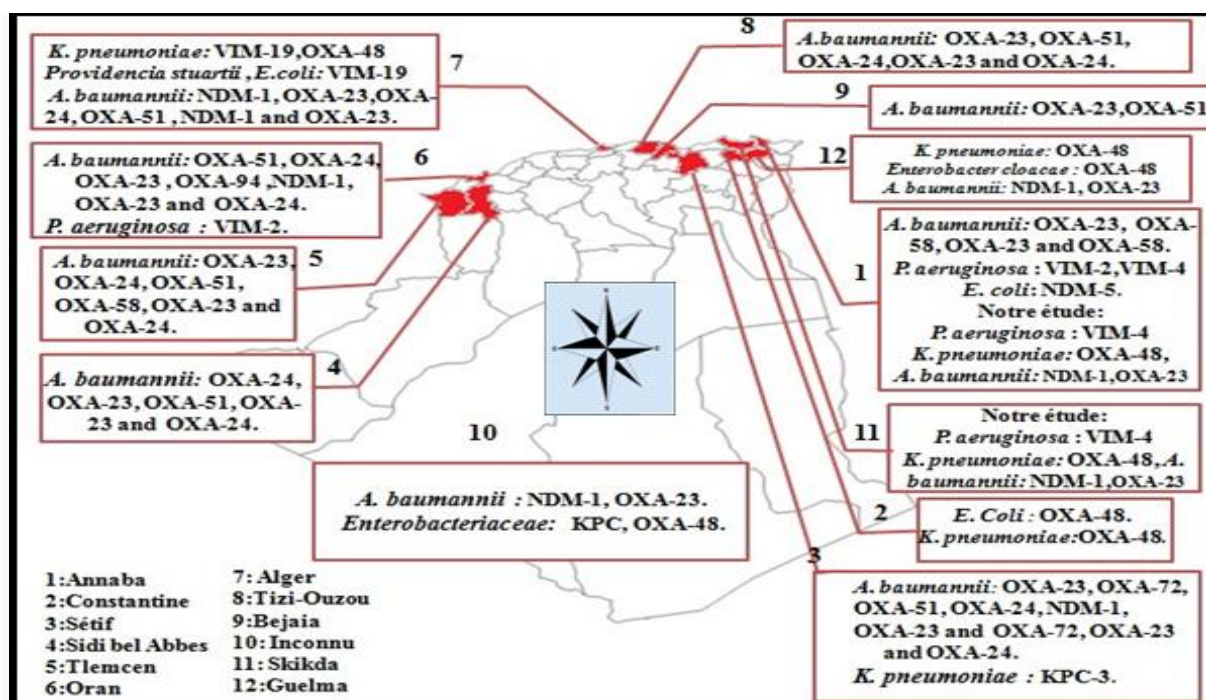 7
K. pneumoniae: VIM-19,OXA-48
Providencia stuartii ,E.coli: VIM-19
A. baumannii: NDM-1, OXA-23,OXA-
24, OXA-51 , NDM-1 and OXA-23.
8
A.baumannii: OXA-23, OXA-51,
OXA-24,OXA-23 and OXA-24.
9
A.baumannii: OXA-23,OXA-51
6
A. baumannii: OXA-51, OXA-24,
OXA-23 , OXA-94 ,NDM-1,
OXA-23 and OXA-24.
P. aeruginosa : VIM-2.
12
K. pneumoniae: OXA-48
Enterobacter cloacae : OXA-48
A. baumannii: NDM-1, OXA-23
5
A. baumannii: OXA-23,
OXA-24, OXA-51,
OXA-58, OXA-23 and
OXA-24.
1
A. baumannii: OXA-23, OXA-
58, OXA-23 and OXA-58.
P. aeruginosa : VIM-2,VIM-4
E. coli: NDM-5.
Notre étude:
P. aeruginosa : VIM-4
K. pneumoniae: OXA-48,
A. baumannii: NDM-1,OXA-23
4
A. baumannii: OXA-24,
OXA-23, OXA-51, OXA-
23 and OXA-24.
11
Notre étude:
P. aeruginosa : VIM-4
K. pneumoniae: OXA-48,A.
baumannii: NDM-1,OXA-23
10
A. baumannii : NDM-1, OXA-23.
Enterobacteriaceae: KPC, OXA-48.
2
E. Coli : OXA-48.
K. pneumoniae:OXA-48.
3
A. baumannii: OXA-23, OXA-72,
OXA-51, OXA-24, NDM-1,
OXA-23 and OXA-72, OXA-23
and OXA-24.
K. pneumoniae : KPC-3.
1:Annaba
2:Constantine
3:Sétif
4:Sidi bel Abbes
5:Tlemcen
6:Oran
7: Alger
8:Tizi-Ouzou
9:Bejaia
10: Inconnu
11: Skikda
12:Guelma